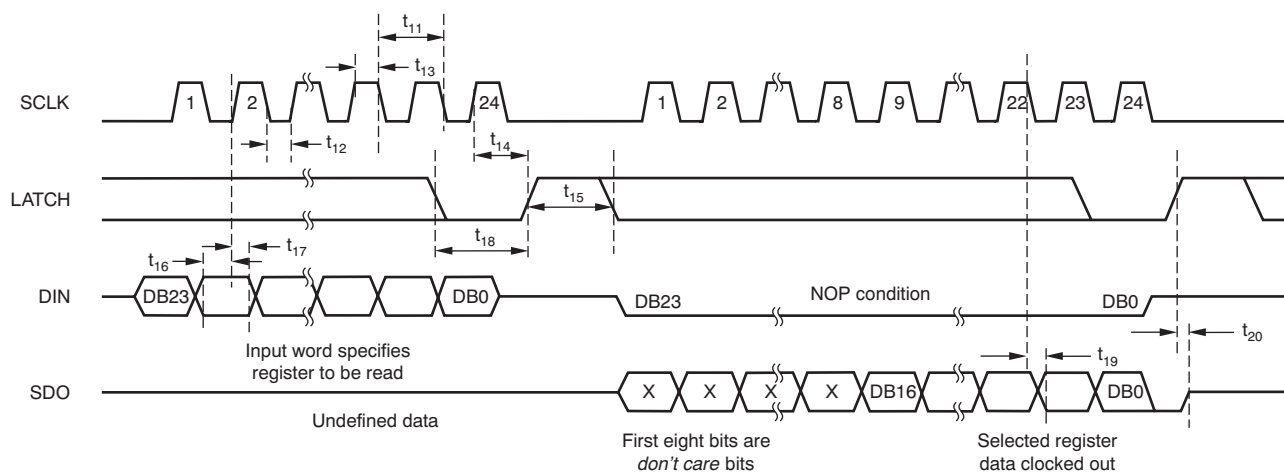 t11
t13
SCLK
1
2
24
1
2
8
9
22
23
24
t12
t14
LATCH
t15
t18
t17
t16
DIN
DB23
DB0
DB23
NOP condition
DB0
t20
Input word specifies
register to be read
t19
SDO
X
X
X
X
DB16
DB0
Undefined data
First eight bits are
don't care bits
Selected register
data clocked out